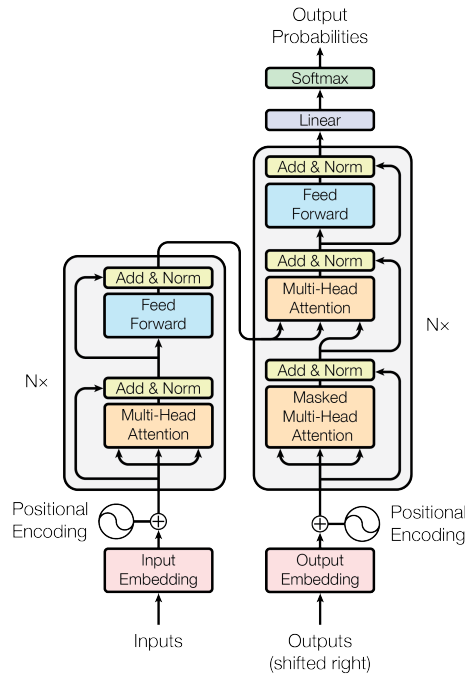 Output
Probabilities
Softmax
Linear
Add & Norm
Feed
Forward
Add & Norm
Multi-Head
Attention
Add & Norm
Masked
Multi-Head
Attention
N×
Add & Norm
Feed
Forward
Add & Norm
Multi-Head
Attention
N×
Positional
Encoding
Positional
Encoding
Input
Embedding
Output
Embedding
Inputs
Outputs
(shifted right)